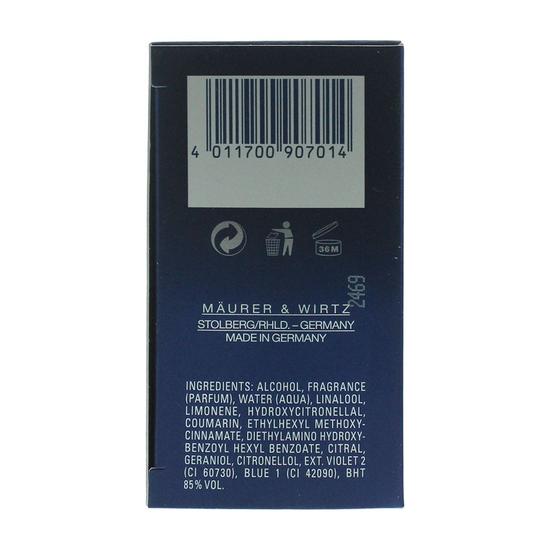 4 011700 907014
36M
2469
MÄURER & WIRTZ
STOLBERG/RHLD. – GERMANY
MADE IN GERMANY
INGREDIENTS: ALCOHOL, FRAGRANCE
(PARFUM), WATER (AQUA), LINALOOL,
LIMONENE, HYDROXYCITRONELLAL,
COUMARIN, ETHYLHEXYL METHOXY-
CINNAMATE, DIETHYLAMINO HYDROXY-
BENZOYL HEXYL BENZOATE, CITRAL,
GERANIOL, CITRONELLOL, EXT. VIOLET 2
(CI 60730), BLUE 1 (CI 42090), BHT
85% VOL.